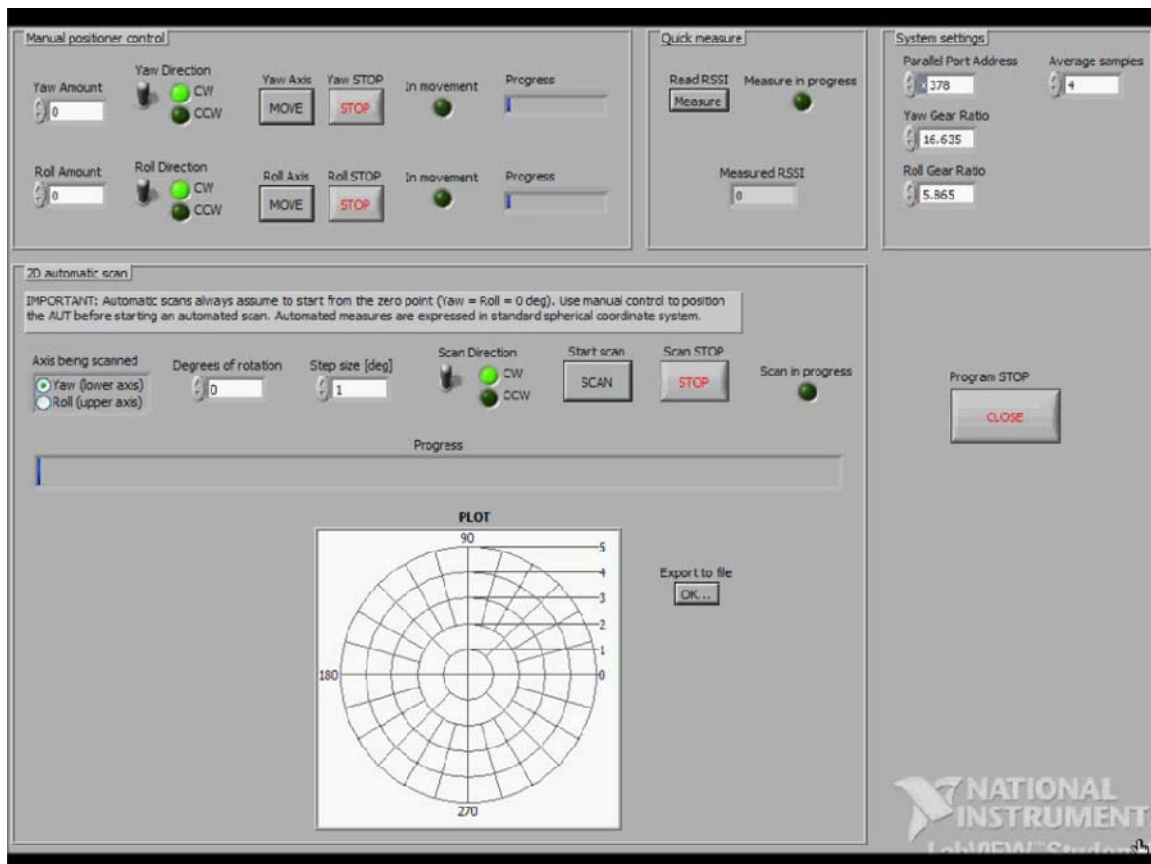 Manual positioner control
Yaw Amount
0
Yaw Direction
CW
CCW
Yaw Axis
MOVE
Yaw STOP
STOP
In movement
Progress
Roll Amount
0
Roll Direction
CW
CCW
Roll Axis
MOVE
Roll STOP
STOP
In movement
Progress
Quick measure
Read RSSI
Measure
Measure in progress
Measured RSSI
0
System settings
Parallel Port Address
x378
Average samples
4
Yaw Gear Ratio
16.635
Roll Gear Ratio
5.865
2D automatic scan
IMPORTANT: Automatic scans always assume to start from the zero point (Yaw = Roll = 0 deg). Use manual control to position
the AUT before starting an automated scan. Automated measures are expressed in standard spherical coordinate system.
Axis being scanned
Yaw (lower axis)
Roll (upper axis)
Degrees of rotation
0
Step size [deg]
1
Scan Direction
CW
CCW
Start scan
SCAN
Scan STOP
STOP
Scan in progress
Progress
PLOT
90
5
4
3
2
1
0
180
270
Export to file
OK...
Program STOP
CLOSE
NATIONAL
INSTRUMENT
LabVIEW™ Studen